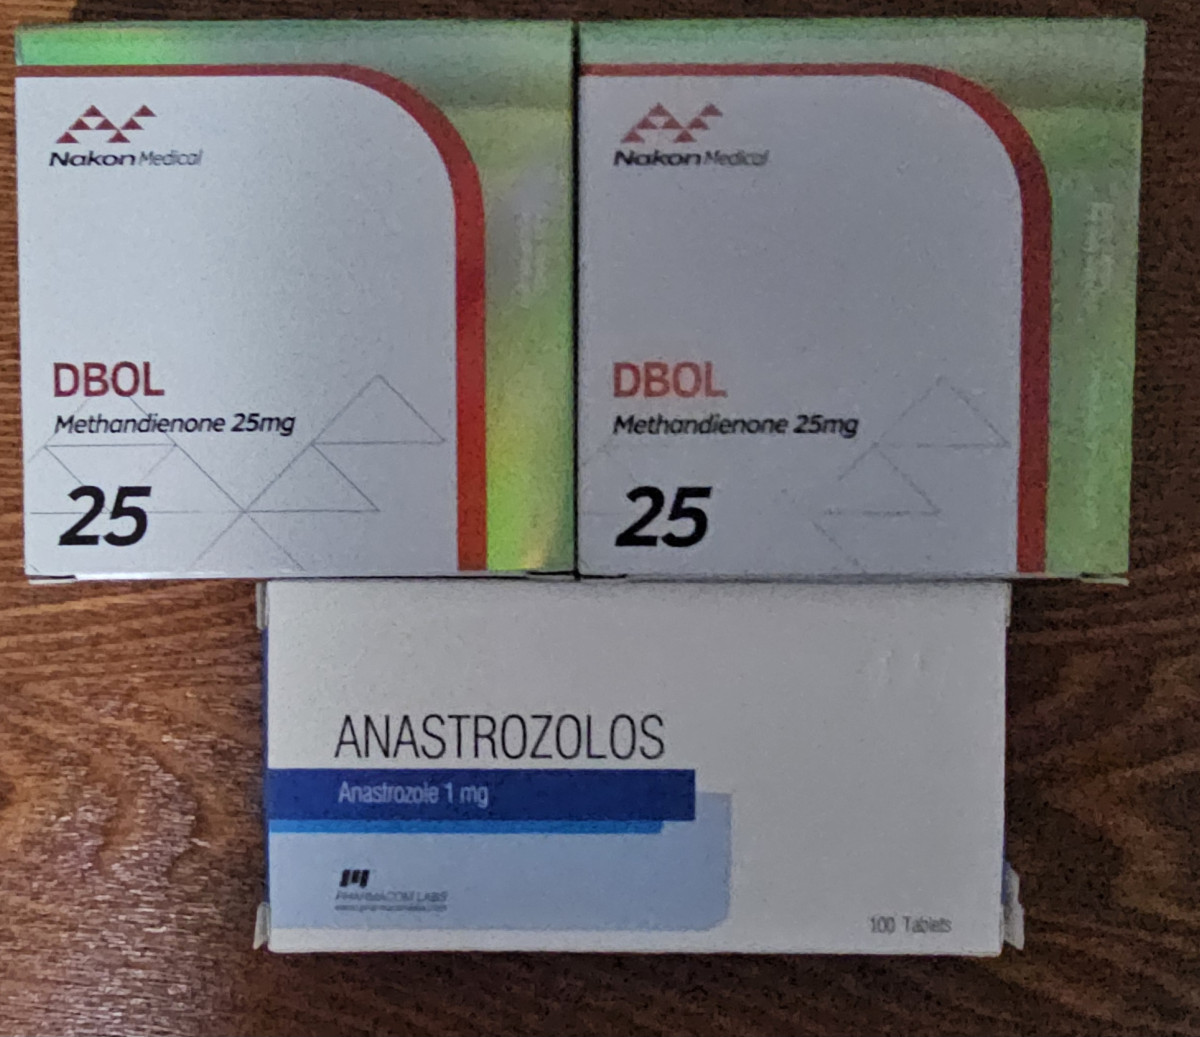 Nakon Medical
DBOL
Methandienone 25mg
25
Nakon Medical
DBOL
Methandienone 25mg
25
ANASTROZOLOS
Anastrozole 1 mg
PHARMACOM LABS
100 Tablets